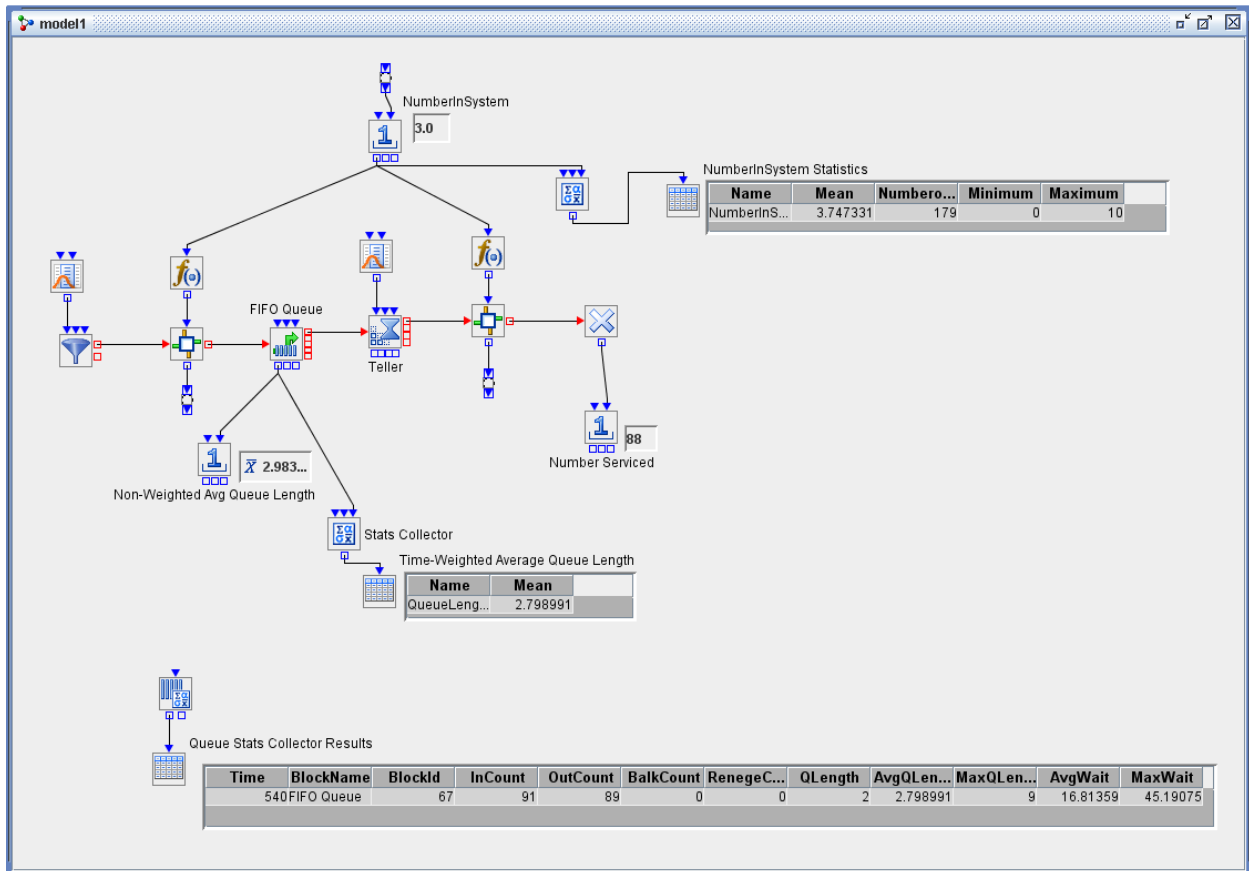 model1
NumberInSystem
3.0
NumberInSystem Statistics
Name Mean Numbero... Minimum Maximum
NumberInS... 3.747331 179 0 10
FIFO Queue
Teller
88
Number Serviced
X 2.983...
Non-Weighted Avg Queue Length
Stats Collector
Time-Weighted Average Queue Length
Name Mean
QueueLeng... 2.798991
Queue Stats Collector Results
Time BlockName BlockId InCount OutCount BalkCount RenegeC... QLength AvgQLen... MaxQLen... AvgWait MaxWait
540 FIFO Queue 67 91 89 0 0 2 2.798991 9 16.81359 45.19075